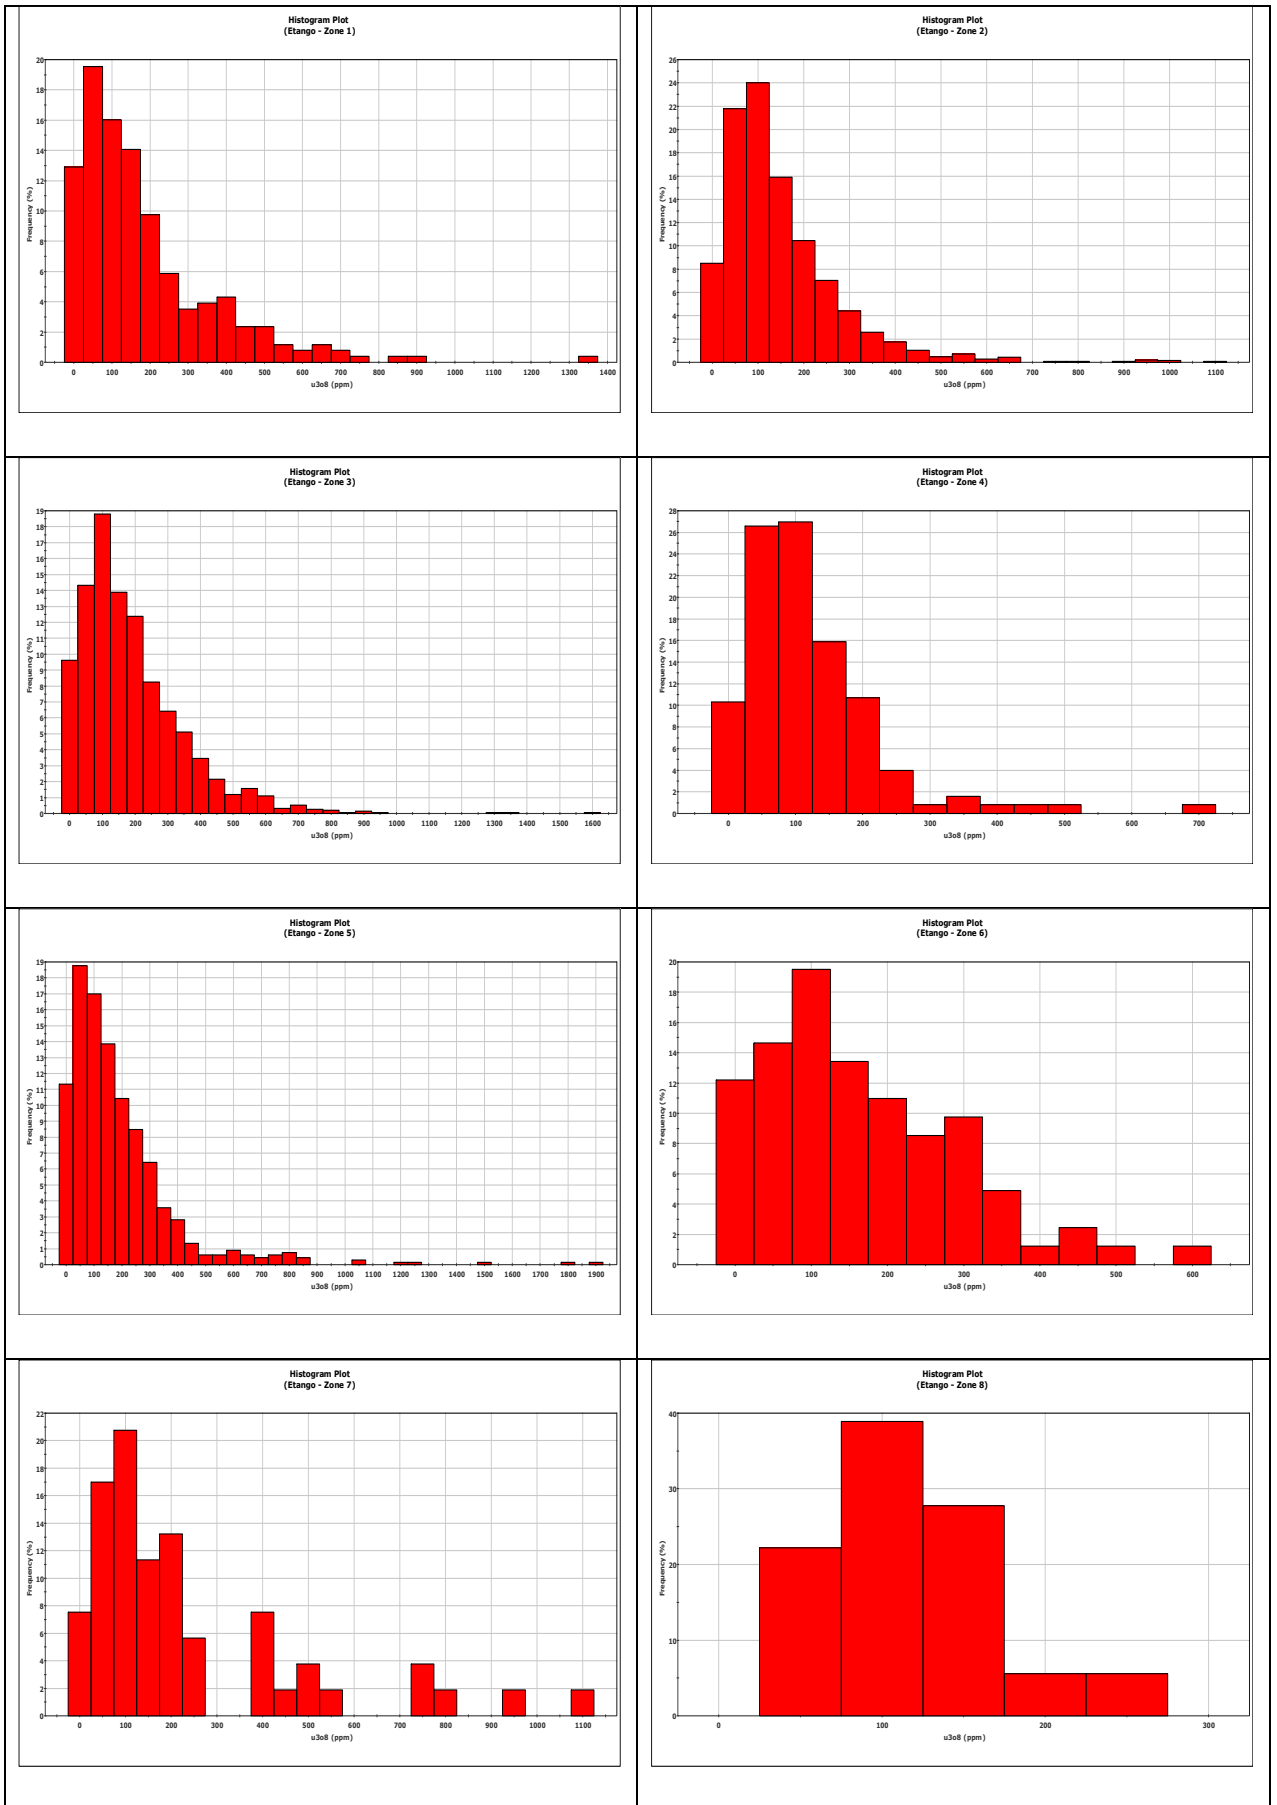 Histogram Plot
(Etango - Zone 1)
20
18
16
14
12
10
8
6
4
2
0
Frequency (%)
0 100 200 300 400 500 600 700 800 900 1000 1100 1200 1300 1400
u3o8 (ppm)
Histogram Plot
(Etango - Zone 2)
26
24
22
20
18
16
14
12
10
8
6
4
2
0
Frequency (%)
0 100 200 300 400 500 600 700 800 900 1000 1100
u3o8 (ppm)
Histogram Plot
(Etango - Zone 3)
19
18
17
16
15
14
13
12
11
10
9
8
7
6
5
4
3
2
1
0
Frequency (%)
0 100 200 300 400 500 600 700 800 900 1000 1100 1200 1300 1400 1500 1600
u3o8 (ppm)
Histogram Plot
(Etango - Zone 4)
28
26
24
22
20
18
16
14
12
10
8
6
4
2
0
Frequency (%)
0 100 200 300 400 500 600 700
u3o8 (ppm)
Histogram Plot
(Etango - Zone 5)
19
18
17
16
15
14
13
12
11
10
9
8
7
6
5
4
3
2
1
0
Frequency (%)
0 100 200 300 400 500 600 700 800 900 1000 1100 1200 1300 1400 1500 1600 1700 1800 1900
u3o8 (ppm)
Histogram Plot
(Etango - Zone 6)
20
18
16
14
12
10
8
6
4
2
0
Frequency (%)
0 100 200 300 400 500 600
u3o8 (ppm)
Histogram Plot
(Etango - Zone 7)
22
20
18
16
14
12
10
8
6
4
2
0
Frequency (%)
0 100 200 300 400 500 600 700 800 900 1000 1100
u3o8 (ppm)
Histogram Plot
(Etango - Zone 8)
40
30
20
10
0
Frequency (%)
0 100 200 300
u3o8 (ppm)